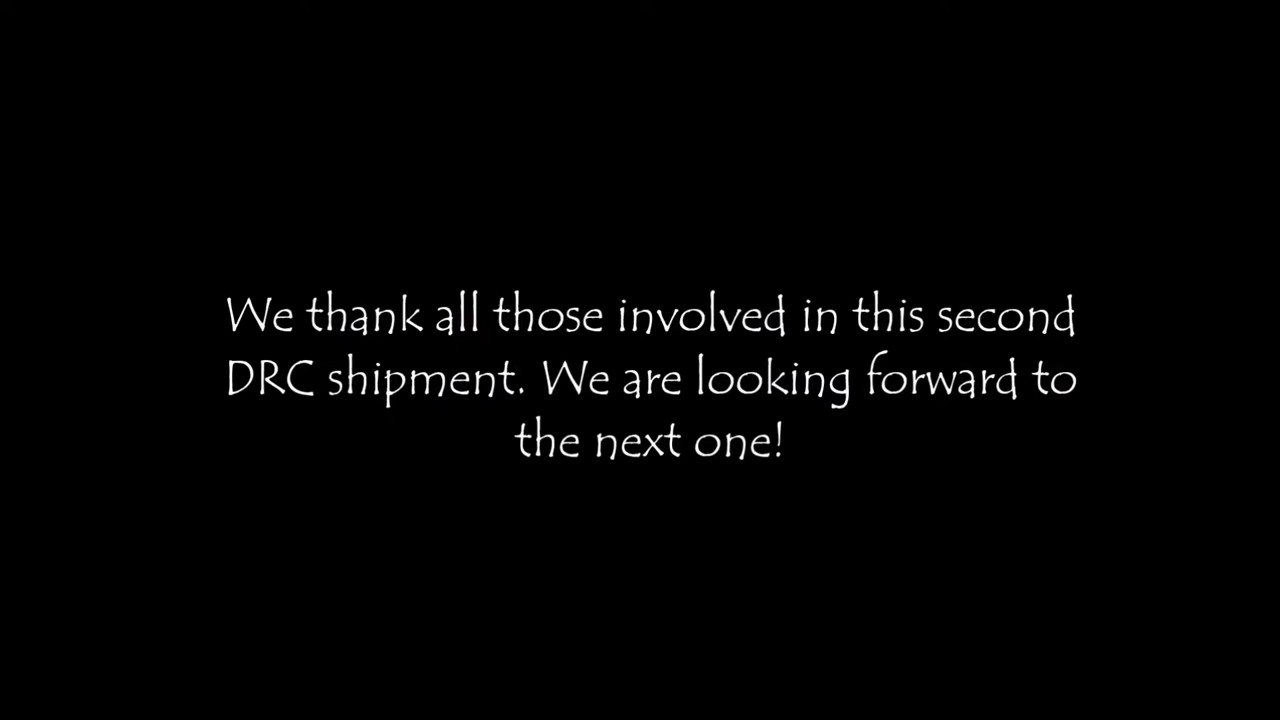 We thank all those involved in this second
DRC shipment. We are looking forward to
the next one!